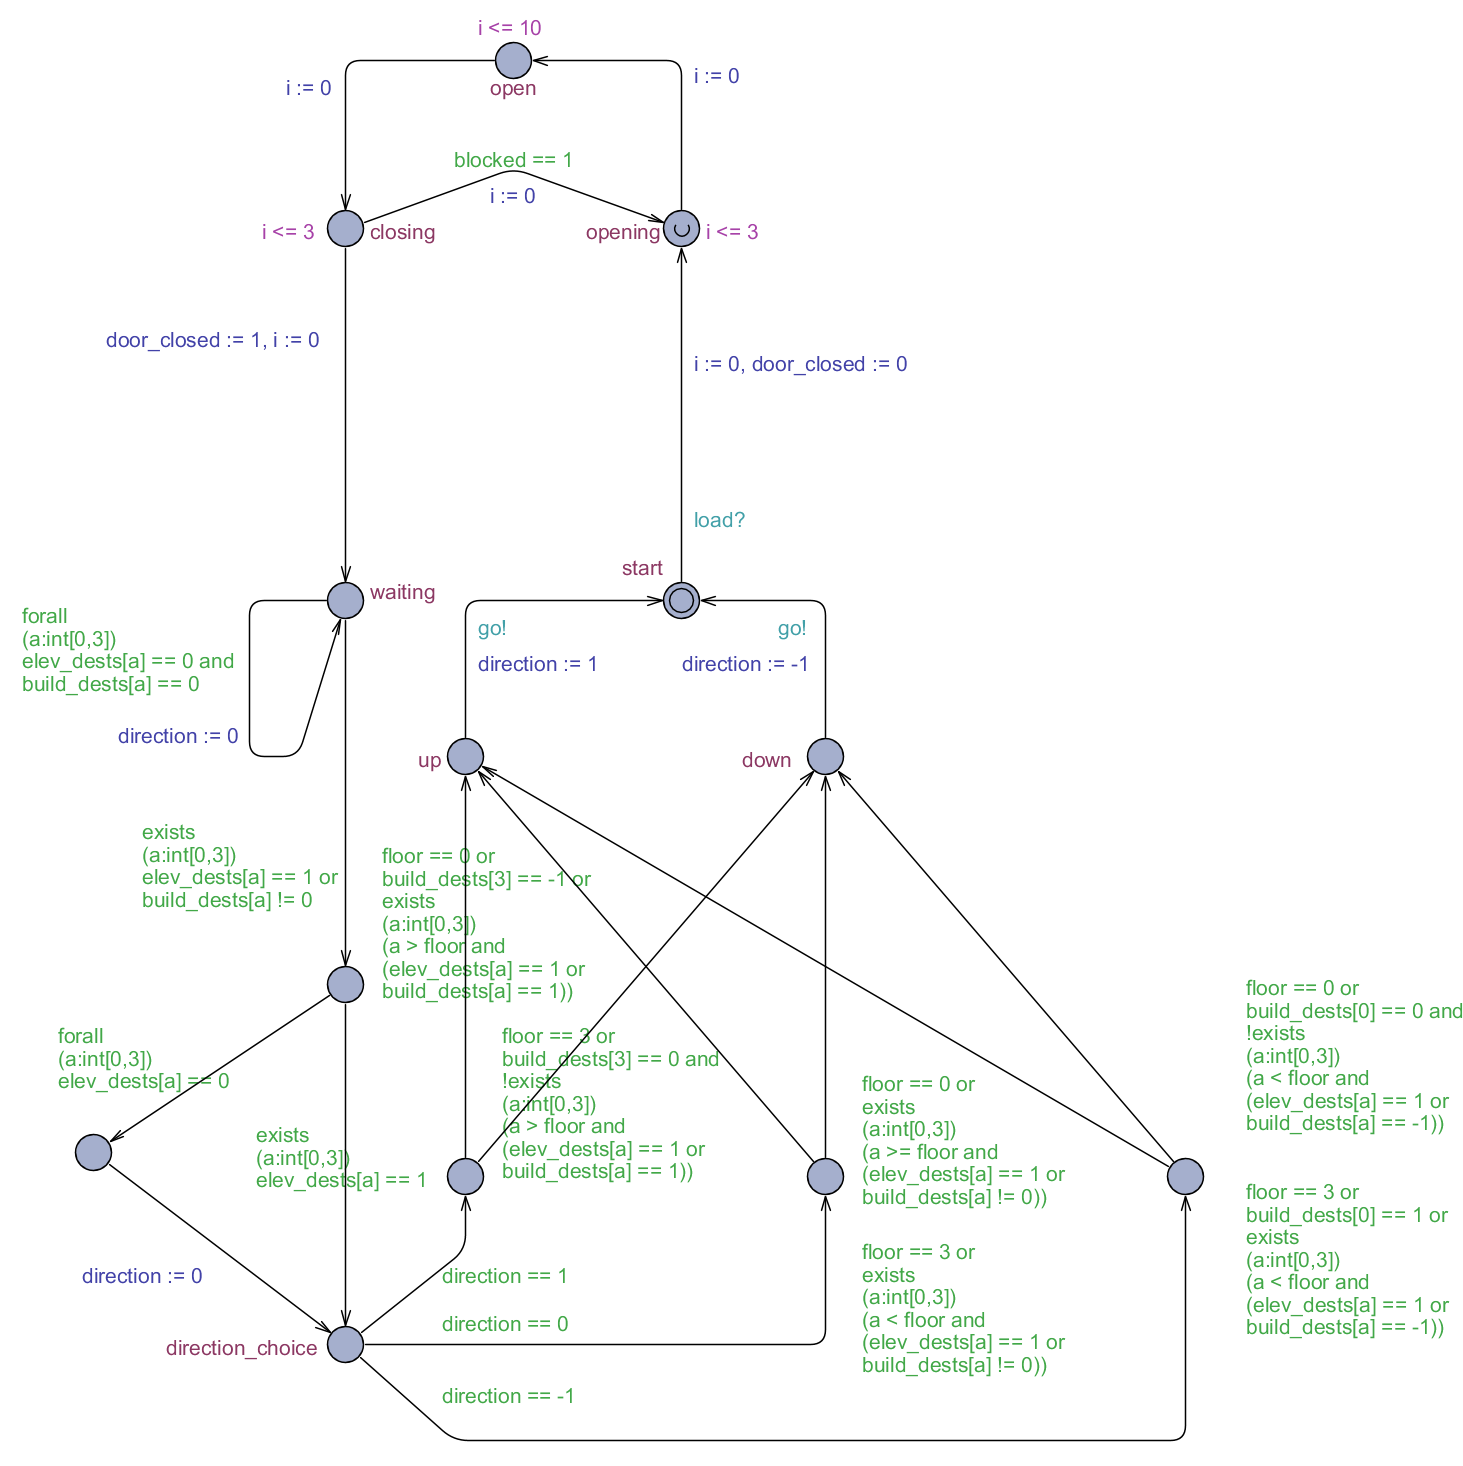 i <= 10
i := 0
i := 0
open
blocked == 1
i := 0
i <= 3
closing
opening
i <= 3
door_closed := 1, i := 0
i := 0, door_closed := 0
load?
start
waiting
forall
(a:int[0,3])
elev_dests[a] == 0 and
build_dests[a] == 0
go!
go!
direction := 1
direction := -1
direction := 0
up
down
exists
(a:int[0,3])
elev_dests[a] == 1 or
build_dests[a] != 0
floor == 0 or
build_dests[3] == -1 or
exists
(a:int[0,3])
(a > floor and
(elev_dests[a] == 1 or
build_dests[a] == 1))
floor == 0 or
build_dests[0] == 0 and
!exists
(a:int[0,3])
(a < floor and
(elev_dests[a] == 1 or
build_dests[a] == -1))
forall
(a:int[0,3])
elev_dests[a] == 0
floor == 3 or
build_dests[3] == 0 and
!exists
(a:int[0,3])
(a > floor and
(elev_dests[a] == 1 or
build_dests[a] == 1))
floor == 0 or
exists
(a:int[0,3])
(a >= floor and
(elev_dests[a] == 1 or
build_dests[a] != 0))
exists
(a:int[0,3])
elev_dests[a] == 1
floor == 3 or
build_dests[0] == 1 or
exists
(a:int[0,3])
(a < floor and
(elev_dests[a] == 1 or
build_dests[a] == -1))
floor == 3 or
exists
(a:int[0,3])
(a < floor and
(elev_dests[a] == 1 or
build_dests[a] != 0))
direction := 0
direction == 1
direction == 0
direction_choice
direction == -1